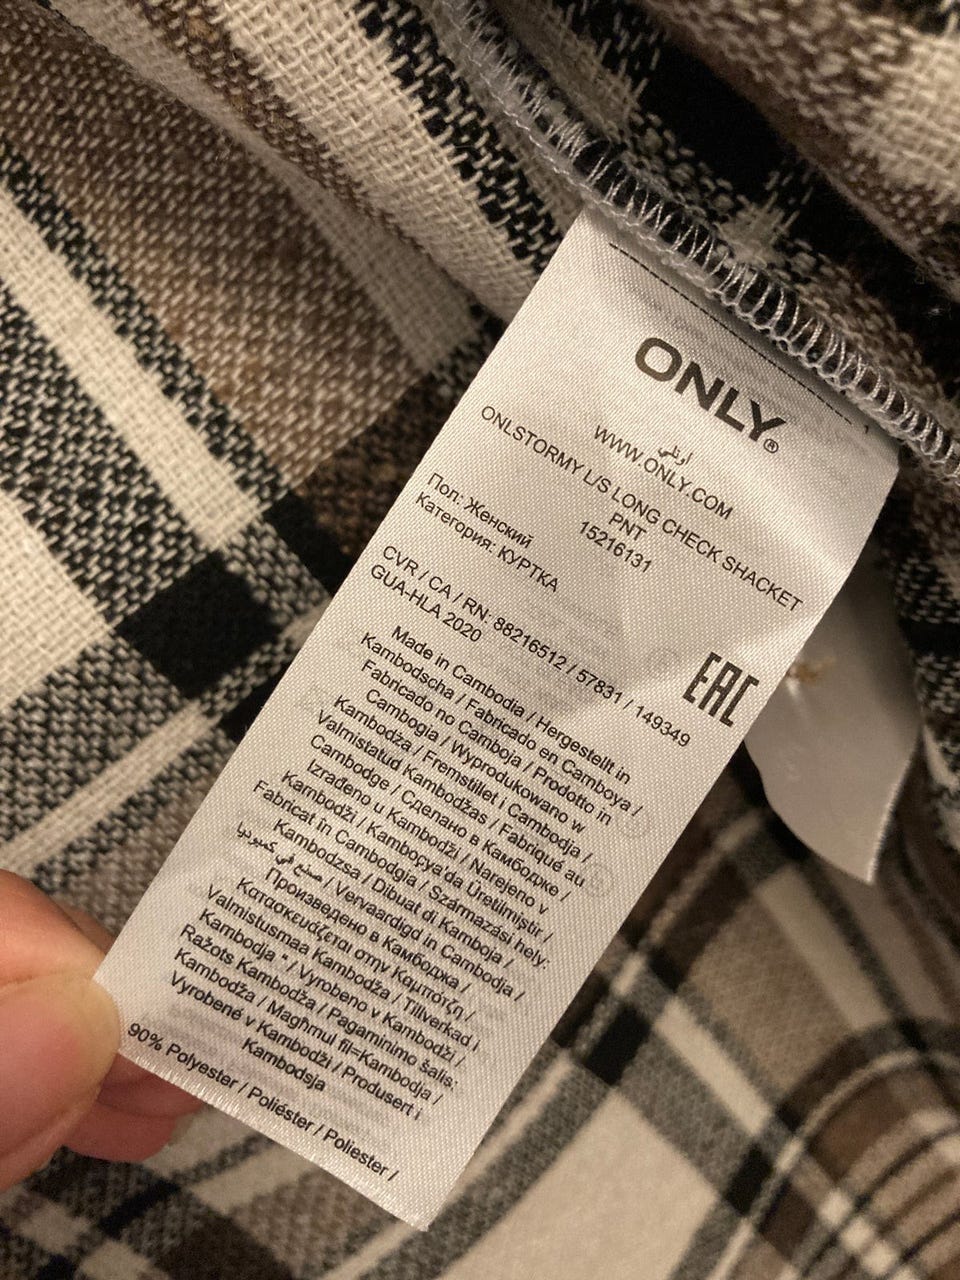 ONLY®
أونلي
WWW.ONLY.COM
ONLSTORMY L/S LONG CHECK SHACKET
PNT
15216131
Пол: Женский
Категория: КУРТКА
CVR / CA / RN: 88216512 / 57831 / 149349
GUA-HLA 2020
EAC
Made in Cambodia / Hergestellt in
Kambodscha / Fabricado en Camboya /
Fabricado no Camboja / Prodotto in
Cambogia / Wyprodukowano w
Kambodża / Fremstillet i Cambodja /
Valmistatud Kambodžas / Fabriqué au
Cambodge / Сделано в Камбодже /
Izrađeno u Kambodži / Narejeno v
Kambodži / Kamboçya'da Üretilmiştir /
Fabricat în Cambodgia / Származási hely:
Kambodzsa / Dibuat di Kamboja /
صنع في كمبوديا / Vervaardigd in Cambodja /
Произведено в Камбоджа /
Κατασκευάζεται στην Καμπότζη /
Valmistusmaa Kambodža / Tillverkad i
Kambodja * / Vyrobeno v Kambodži /
Ražots Kambodža / Pagaminimo šalis:
Kambodža / Magħmul fil=Kambodja /
Vyrobené v Kambodži / Produsert i
Kambodsja
90% Polyester / Poliéster / Poliester /